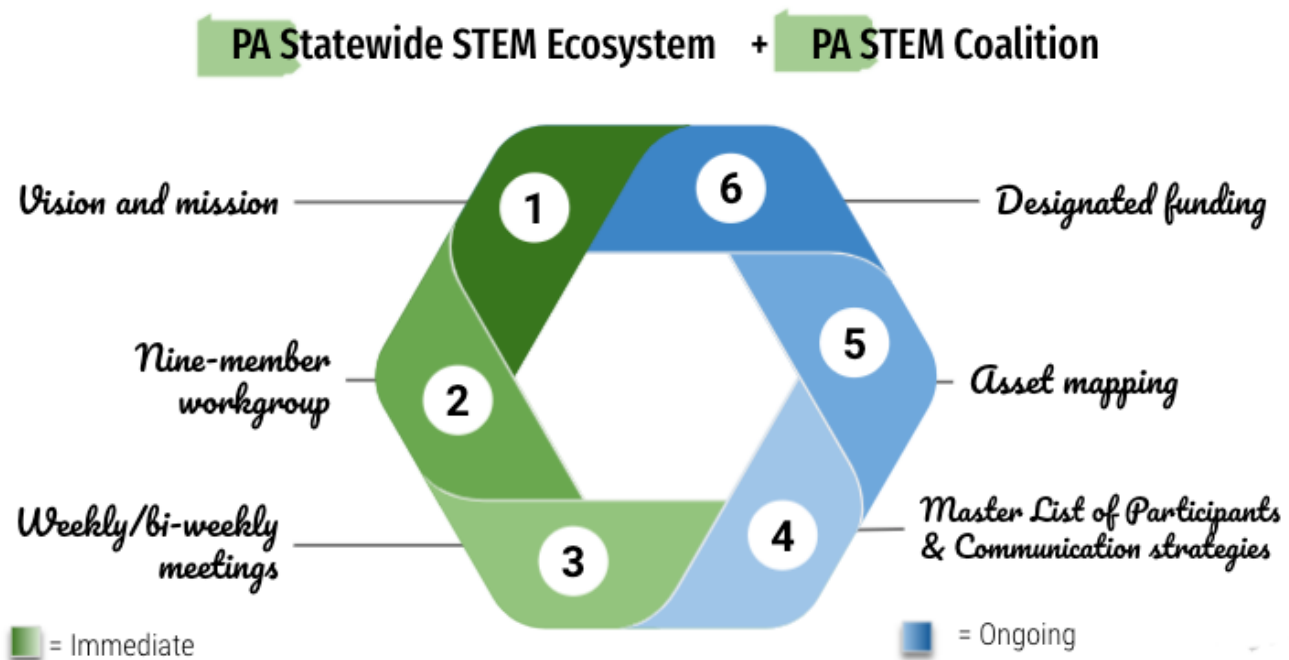 PA Statewide STEM Ecosystem + PA STEM Coalition
1
Vision and mission
2
Nine-member
workgroup
3
Weekly/bi-weekly
meetings
4
Master List of Participants
& Communication strategies
5
Asset mapping
6
Designated funding
= Immediate
= Ongoing